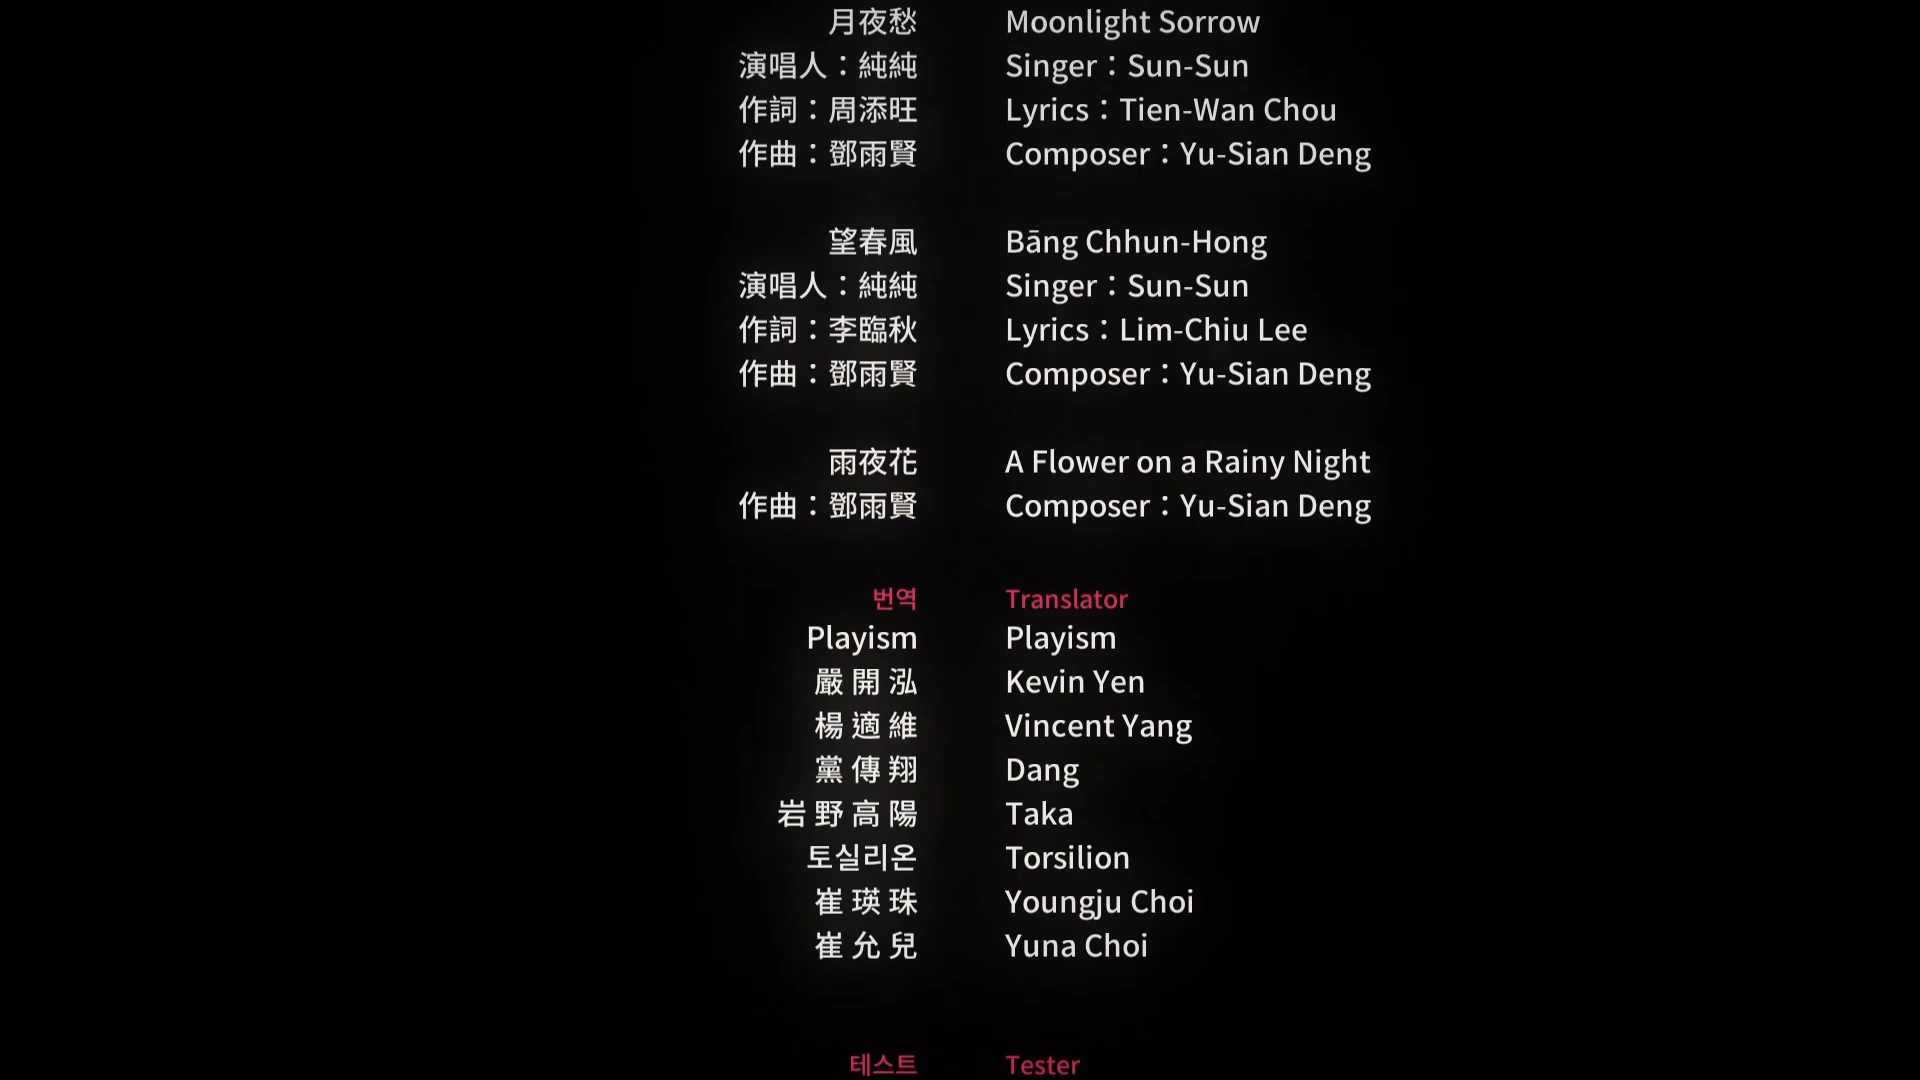 月夜愁 Moonlight Sorrow
演唱人：純純 Singer：Sun-Sun
作詞：周添旺 Lyrics：Tien-Wan Chou
作曲：鄧雨賢 Composer：Yu-Sian Deng
望春風 Bāng Chhun-Hong
演唱人：純純 Singer：Sun-Sun
作詞：李臨秋 Lyrics：Lim-Chiu Lee
作曲：鄧雨賢 Composer：Yu-Sian Deng
雨夜花 A Flower on a Rainy Night
作曲：鄧雨賢 Composer：Yu-Sian Deng
번역 Translator
Playism Playism
嚴 開 泓 Kevin Yen
楊 適 維 Vincent Yang
黨 傳 翔 Dang
岩 野 高 陽 Taka
토실리온 Torsilion
崔 瑛 珠 Youngju Choi
崔 允 兒 Yuna Choi
테스트 Tester